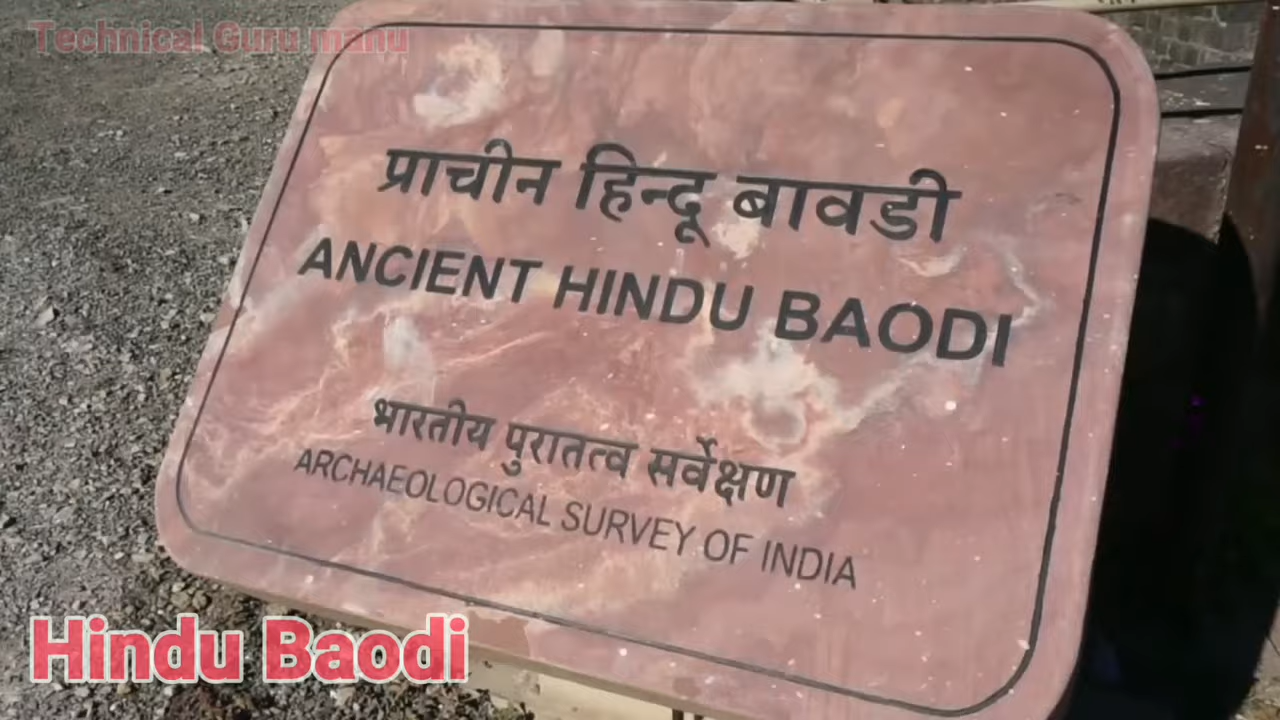 Technical Guru manu
प्राचीन हिन्दू बावडी
ANCIENT HINDU BAODI
भारतीय पुरातत्व सर्वेक्षण
ARCHAEOLOGICAL SURVEY OF INDIA
Hindu Baodi